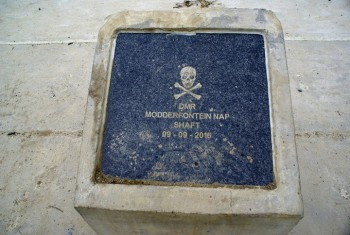 DMR
MODDERFONTEIN NAP
SHAFT
09 - 09 - 2016